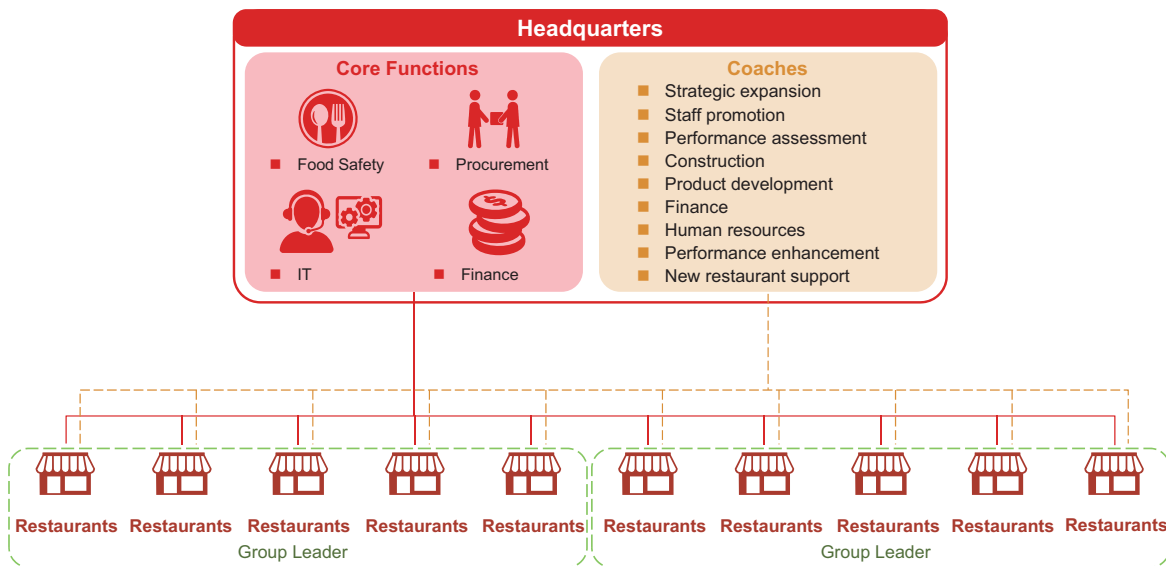 Headquarters
Core Functions
Food Safety
Procurement
IT
Finance
Coaches
Strategic expansion
Staff promotion
Performance assessment
Construction
Product development
Finance
Human resources
Performance enhancement
New restaurant support
Restaurants Restaurants Restaurants Restaurants Restaurants
Group Leader
Restaurants Restaurants Restaurants Restaurants Restaurants
Group Leader